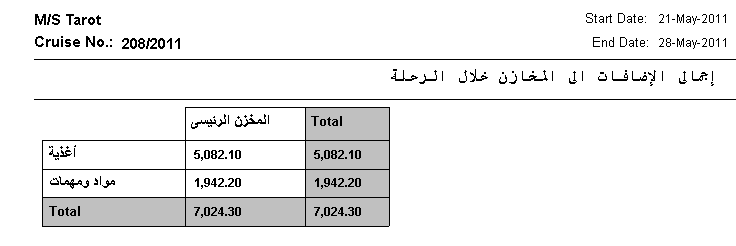 M/S Tarot Start Date: 21-May-2011
Cruise No.: 208/2011 End Date: 28-May-2011
إجمالى الإضافات الى المخازن خلال الرحلة
المخزن الرئيسى Total
أغذية 5,082.10 5,082.10
مواد ومهمات 1,942.20 1,942.20
Total 7,024.30 7,024.30